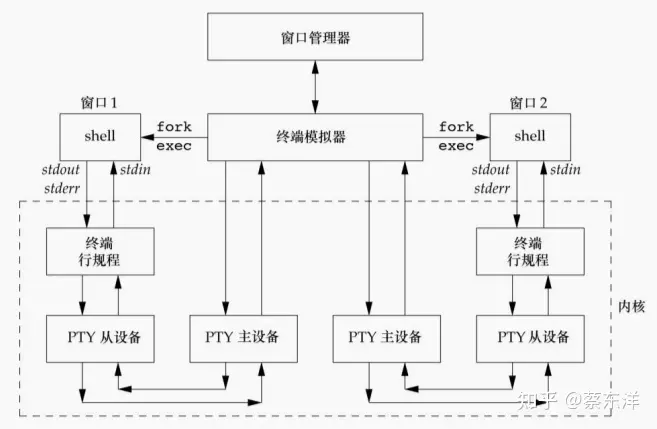 窗口管理器
窗口 1
窗口 2
shell
fork
exec
终端模拟器
fork
exec
shell
stdout
stderr
stdin
stdout
stderr
stdin
终端
行规程
终端
行规程
内核
PTY 从设备
PTY 主设备
PTY 主设备
PTY 从设备
知乎 @蔡东洋